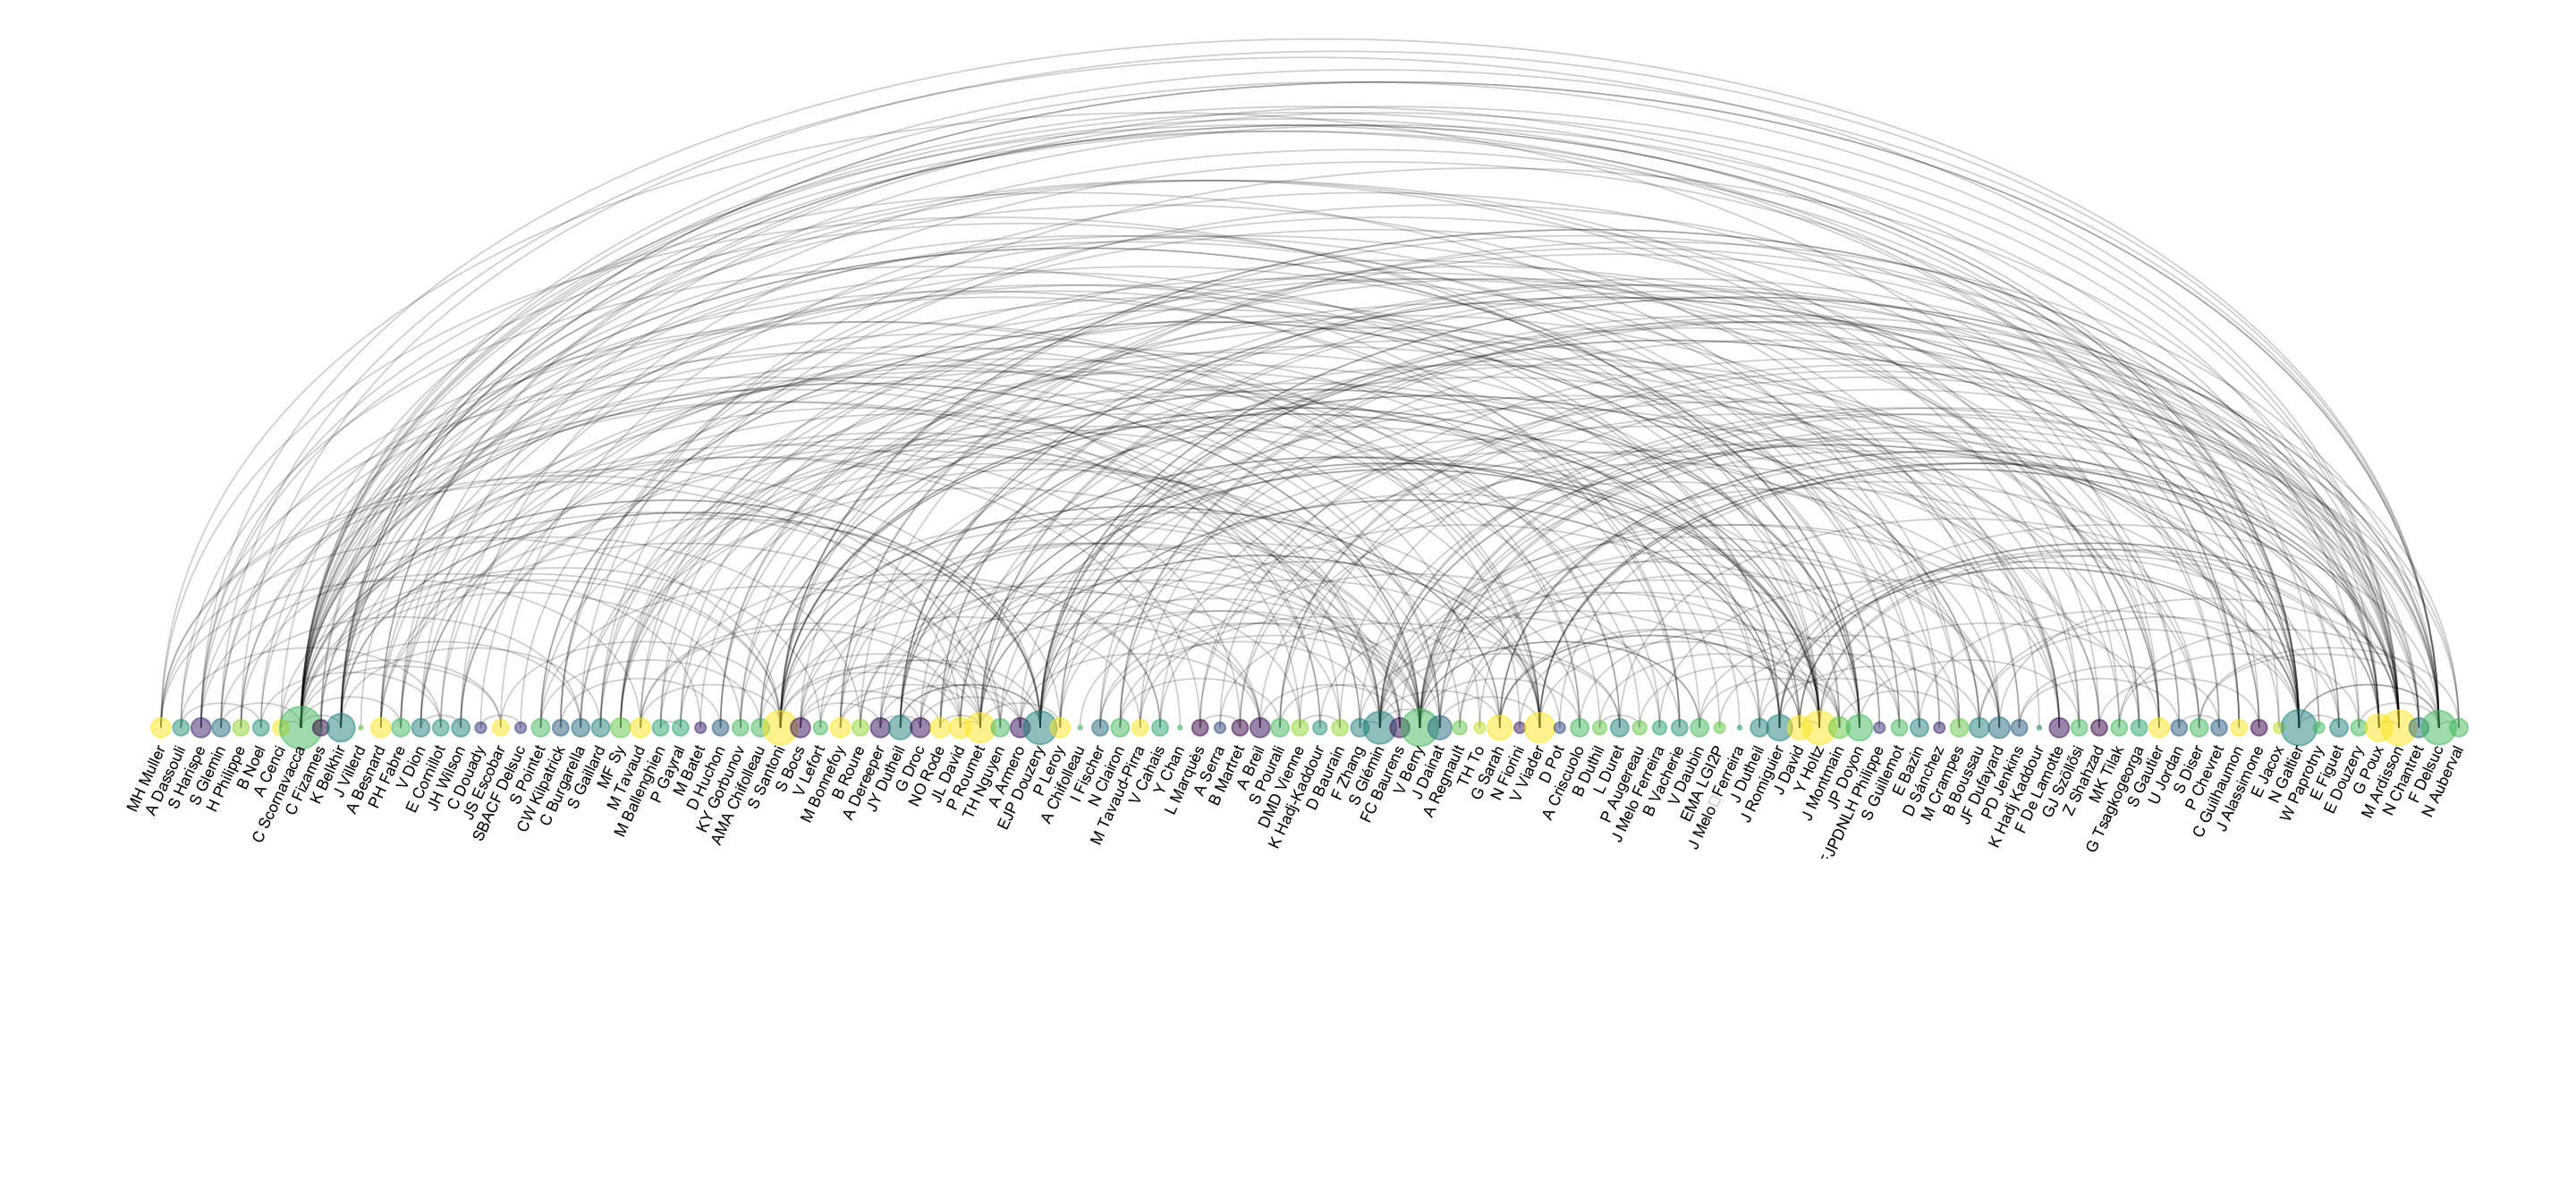 MH Muller
A Dassouli
S Harispe
S Glemin
H Philippe
B Noel
A Cenci
C Scornavacca
C Fizames
K Belkhir
J Villerd
A Besnard
PH Fabre
V Dion
E Cornillot
JH Wilson
C Douady
JS Escobar
SBACF Delsuc
S Pointet
CW Kilpatrick
C Burgarella
S Gaillard
MF Sy
M Tavaud
M Ballenghien
P Gayral
M Batet
D Huchon
KY Gorbunov
AMA Chifolleau
S Santoni
S Bocs
V Lefort
M Bonnefoy
B Roure
A Dereeper
JY Dutheil
G Droc
NO Rode
JL David
P Roumet
TH Nguyen
A Armero
EJP Douzery
P Leroy
A Chifolleau
I Fischer
N Clairon
M Tavaud-Pirra
V Cahais
Y Chan
L Marquès
A Serra
B Martret
A Breil
S Pourali
DMD Vienne
K Hadj-Kaddour
D Baurain
F Zhang
S Glémin
FC Baurens
V Berry
J Dainat
A Regnault
TH To
G Sarah
N Fiorini
V Viader
D Pot
A Criscuolo
B Duthil
L Duret
P Augereau
J Melo Ferreira
B Vacherie
V Daubin
EMA LGI2P
J Melo Ferreira
J Dutheil
J Romiguier
J David
Y Holtz
J Montmain
JP Doyon
JPDNLH Philippe
S Guillemot
E Bazin
D Sánchez
M Crampes
B Boussau
JF Dufayard
PD Jenkins
K Hadj Kaddour
F De Lamotte
GJ Szöllösi
Z Shahzad
MK Tilak
G Tsagkogeorga
S Gautier
U Jordan
S Diser
P Chevret
C Guilhaumon
J Alassimone
E Jacox
N Galtier
W Paprotny
E Figuet
E Douzery
G Poux
M Ardisson
N Chantret
F Delsuc
N Auberval